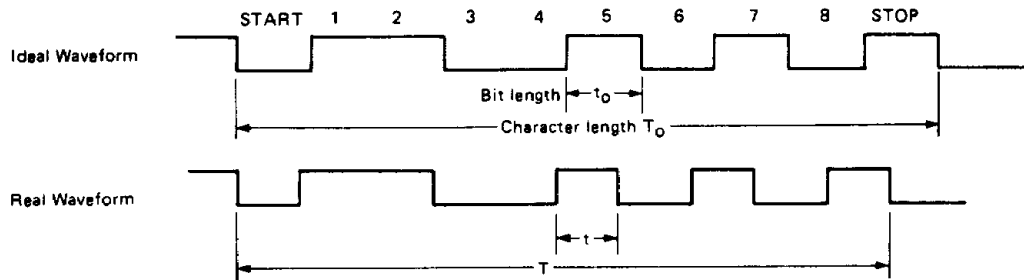 START 1 2 3 4 5 6 7 8 STOP
Ideal Waveform
Bit length t₀
Character length T₀
Real Waveform
t
T